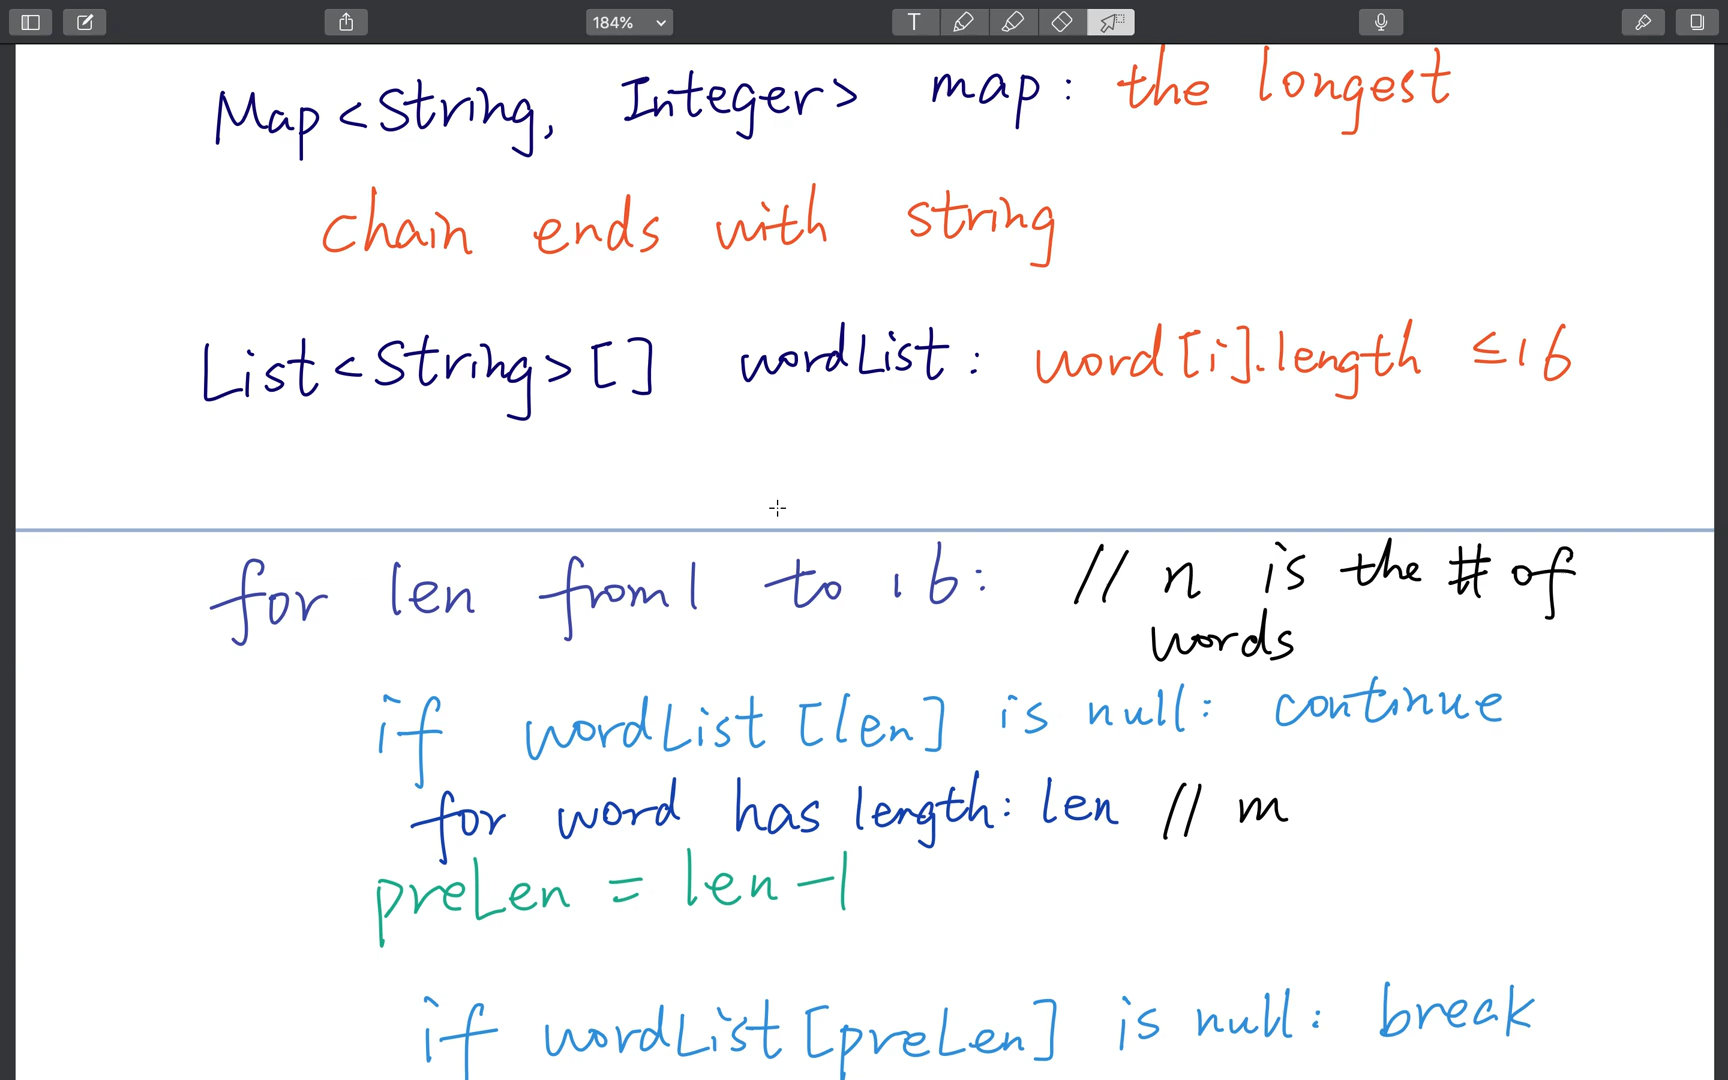 184%
T
Map<String, Integer> map: the longest
chain ends with string
List<String>[] wordList: word[i].length ≤16
for len from 1 to 16: // n is the # of
words
if wordList[len] is null: continue
for word has length: len // m
preLen = len-1
if wordList[preLen] is null: break